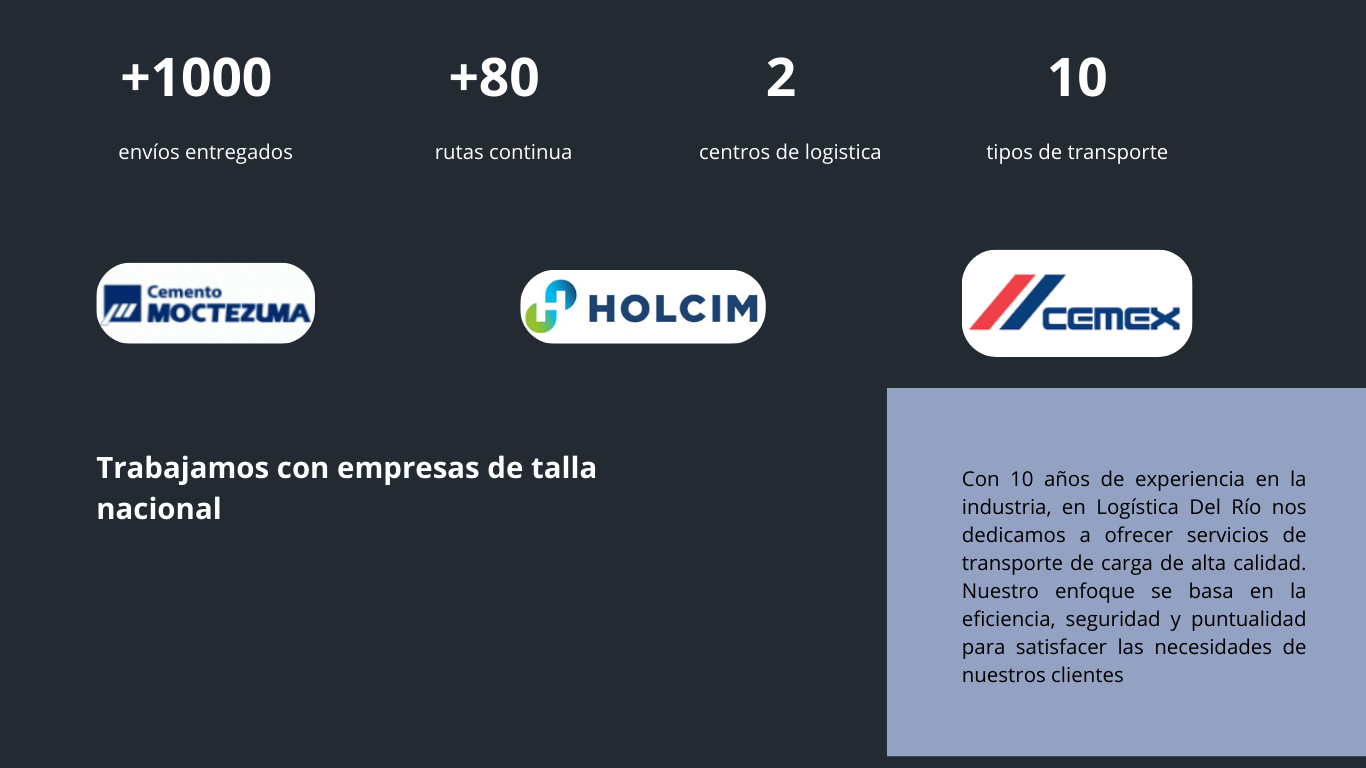 +1000
+80
2
10
envíos entregados
rutas continua
centros de logistica
tipos de transporte
Cemento
MOCTEZUMA
HOLCIM
CEMEX
Trabajamos con empresas de talla
nacional
Con 10 años de experiencia en la
industria, en Logística Del Río nos
dedicamos a ofrecer servicios de
transporte de carga de alta calidad.
Nuestro enfoque se basa en la
eficiencia, seguridad y puntualidad
para satisfacer las necesidades de
nuestros clientes